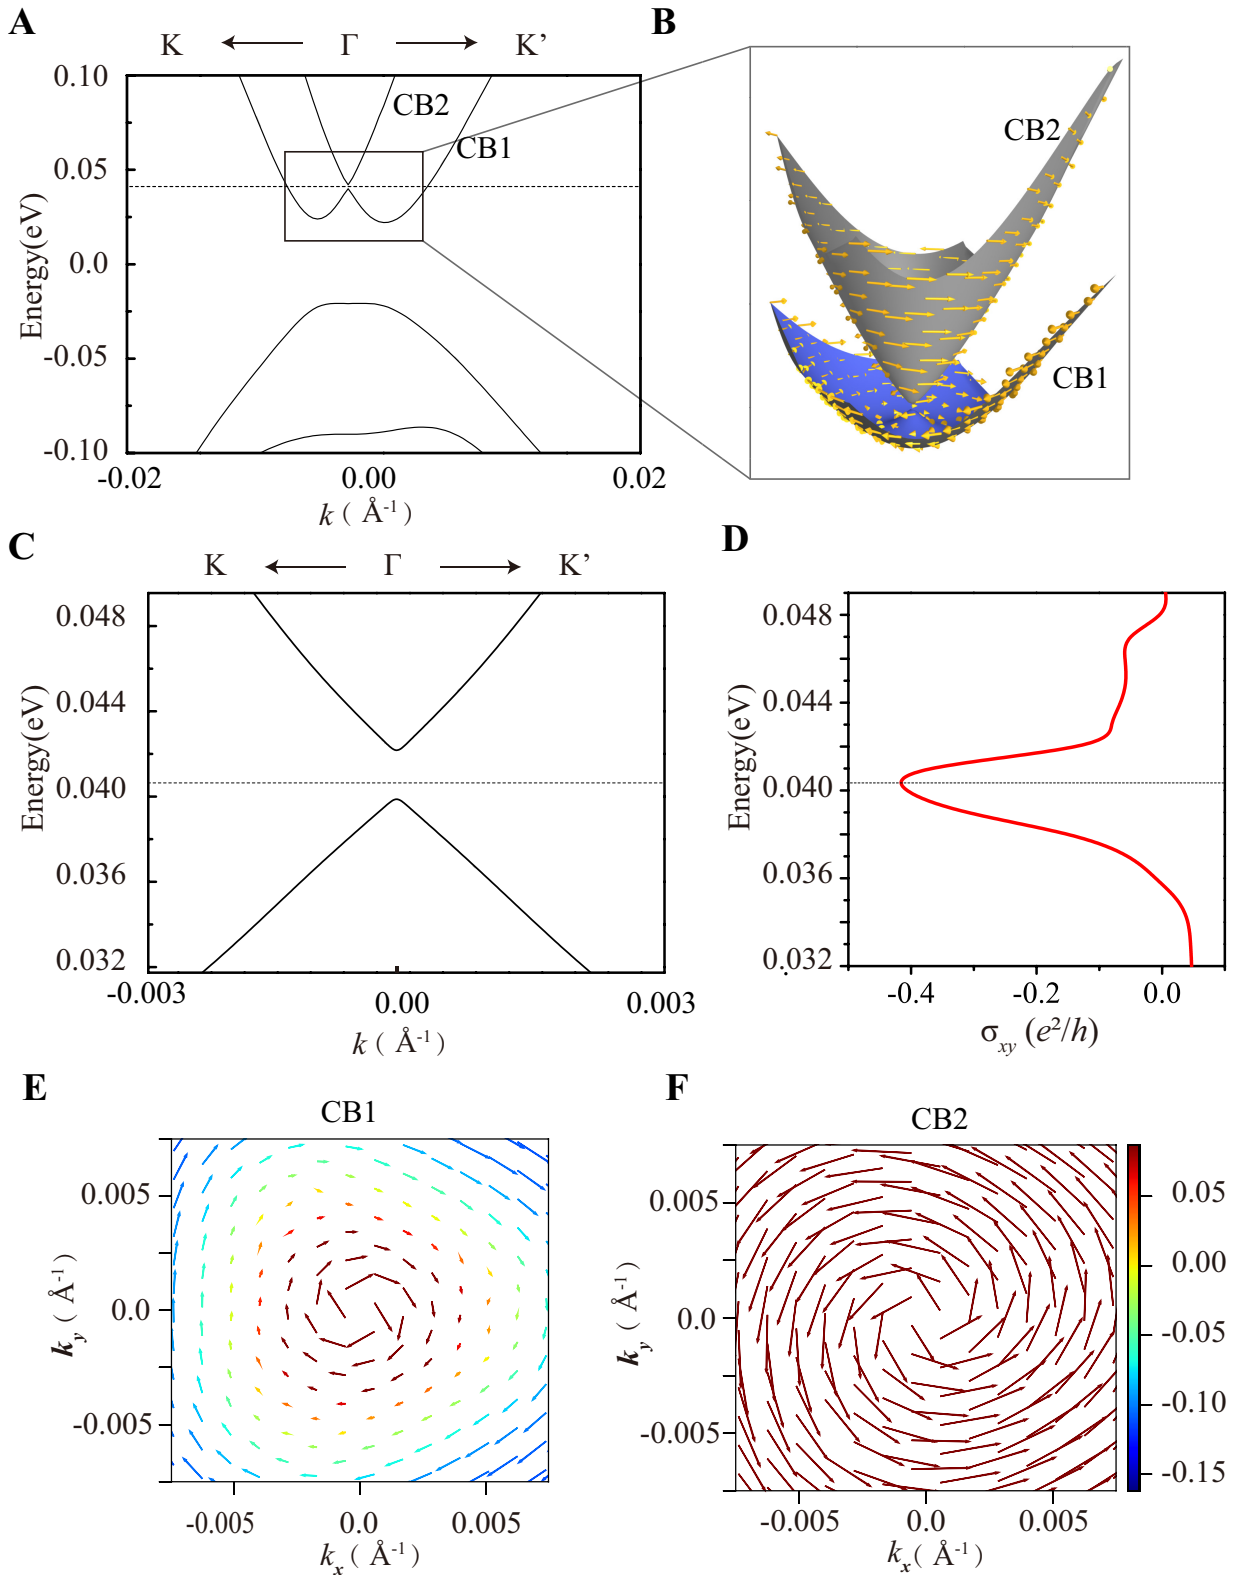 A
K Γ K’
0.10
0.05
0.0
-0.05
-0.10
Energy(eV)
CB2
CB1
-0.02 0.00 0.02
k ( Å-1)
B
CB2
CB1
C
K Γ K’
0.048
0.044
0.040
0.036
0.032
Energy(eV)
-0.003 0.00 0.003
k ( Å-1)
D
0.048
0.044
0.040
0.036
0.032
Energy(eV)
-0.4 -0.2 0.0
σxy (e²/h)
E
CB1
0.005
0.0
-0.005
ky ( Å-1)
-0.005 0.0 0.005
kx ( Å-1)
F
CB2
0.005
0.0
-0.005
ky ( Å-1)
-0.005 0.0 0.005
kx ( Å-1)
0.05
0.00
-0.05
-0.10
-0.15